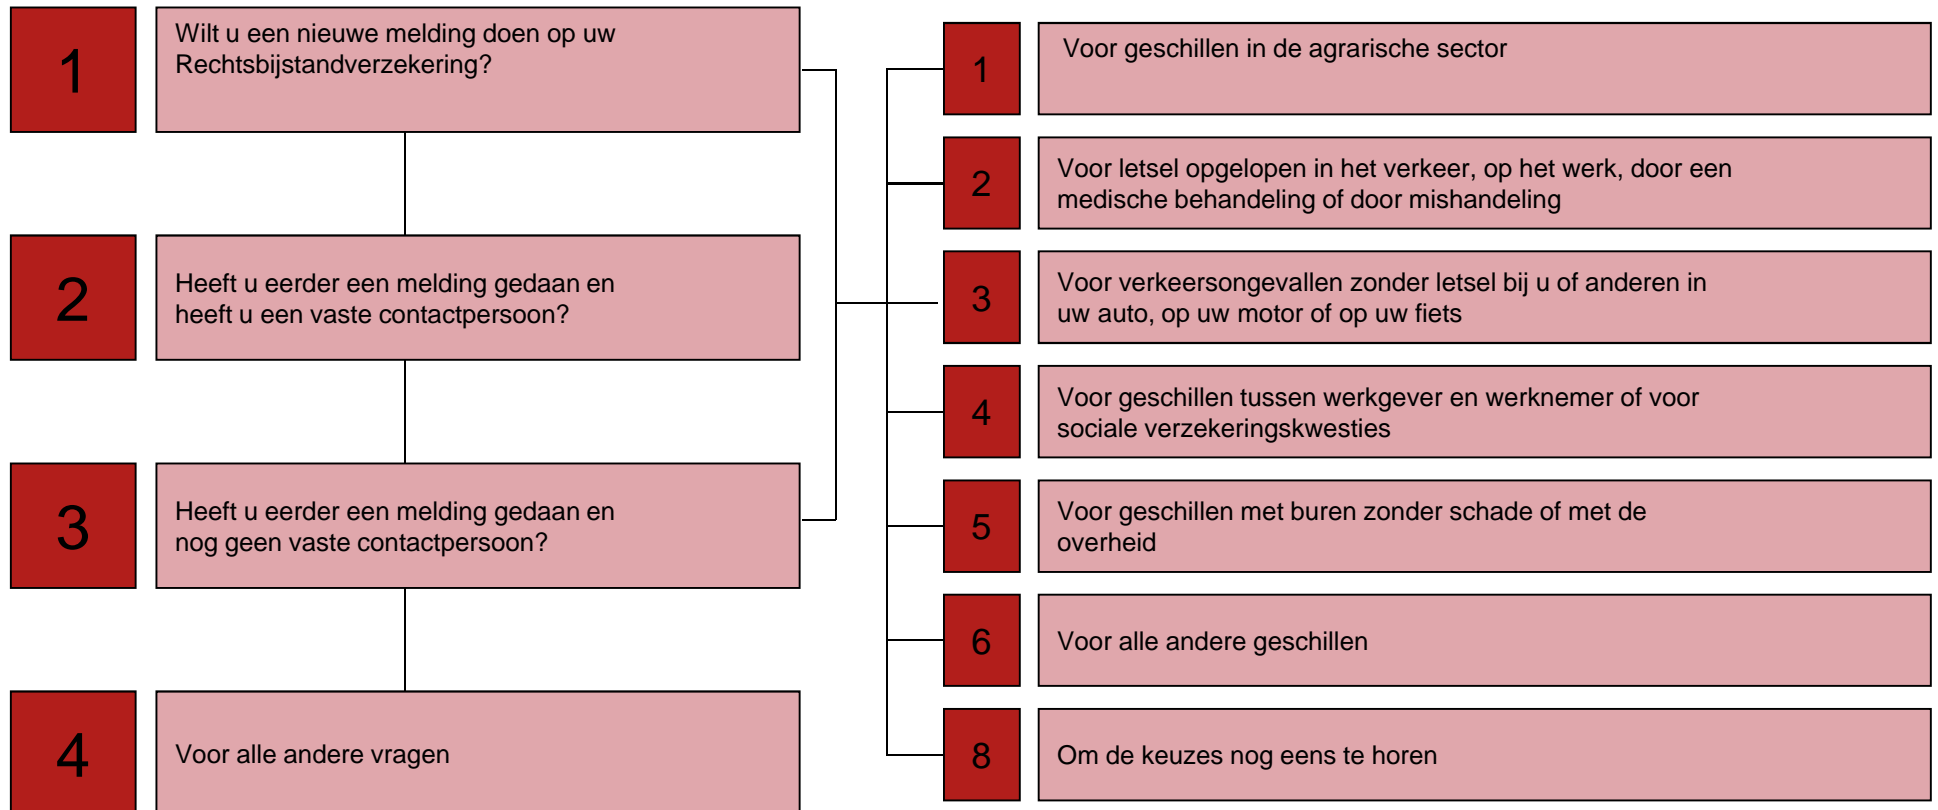 1
Wilt u een nieuwe melding doen op uw
Rechtsbijstandverzekering?
2
Heeft u eerder een melding gedaan en
heeft u een vaste contactpersoon?
3
Heeft u eerder een melding gedaan en
nog geen vaste contactpersoon?
4
Voor alle andere vragen
1
Voor geschillen in de agrarische sector
2
Voor letsel opgelopen in het verkeer, op het werk, door een
medische behandeling of door mishandeling
3
Voor verkeersongevallen zonder letsel bij u of anderen in
uw auto, op uw motor of op uw fiets
4
Voor geschillen tussen werkgever en werknemer of voor
sociale verzekeringskwesties
5
Voor geschillen met buren zonder schade of met de
overheid
6
Voor alle andere geschillen
8
Om de keuzes nog eens te horen